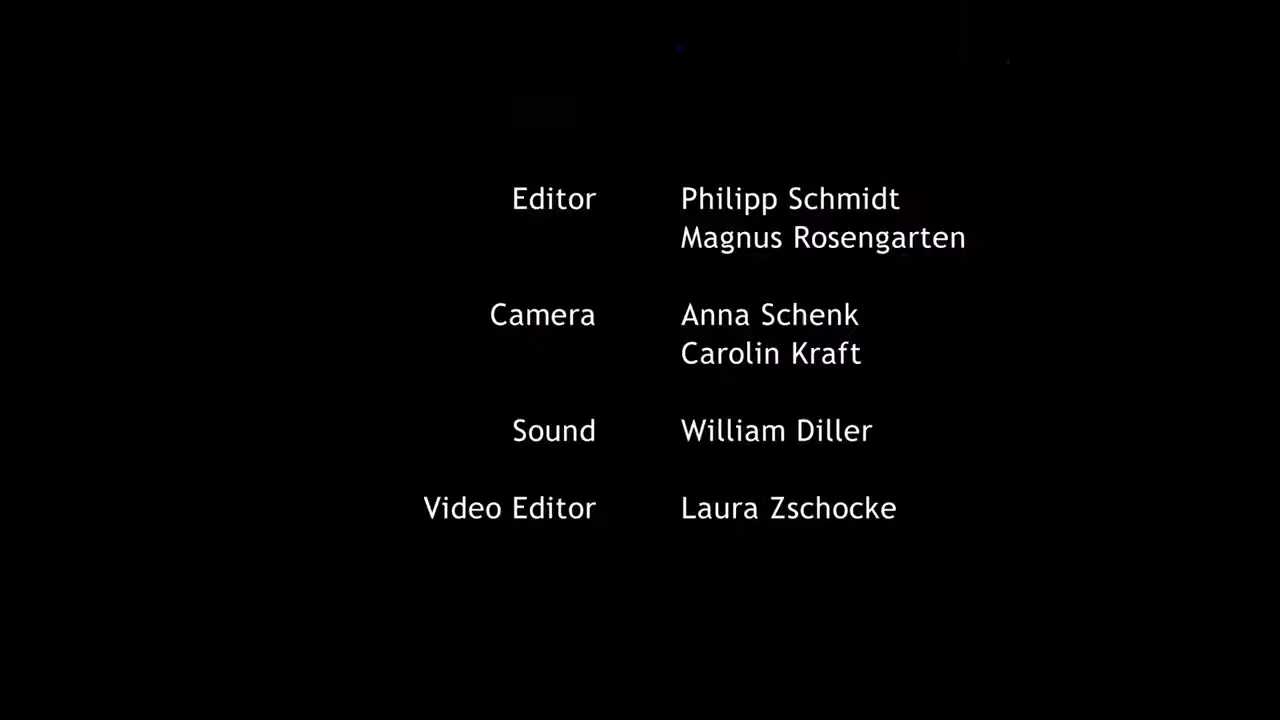 Editor Philipp Schmidt
Magnus Rosengarten
Camera Anna Schenk
Carolin Kraft
Sound William Diller
Video Editor Laura Zschocke